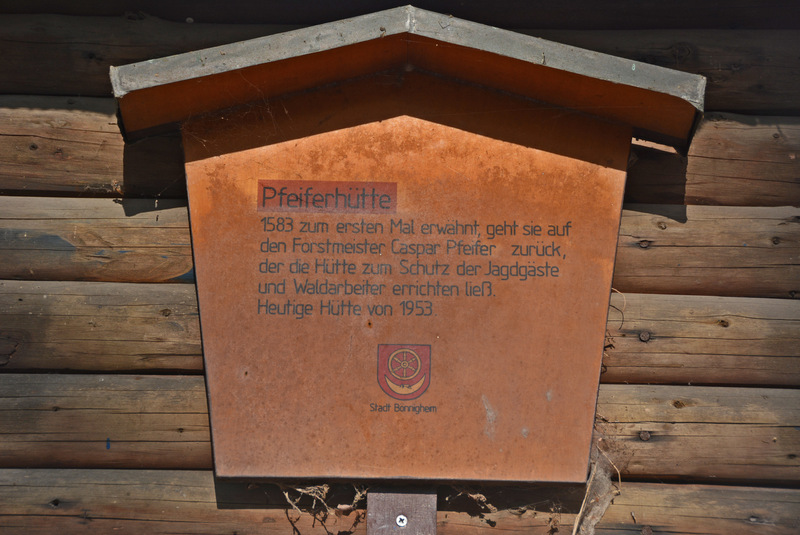 Pfeiferhütte
1583 zum ersten Mal erwähnt, geht sie auf
den Forstmeister Caspar Pfeifer zurück,
der die Hütte zum Schutz der Jagdgäste
und Waldarbeiter errichten ließ.
Heutige Hütte von 1953.
Stadt Bönnigheim